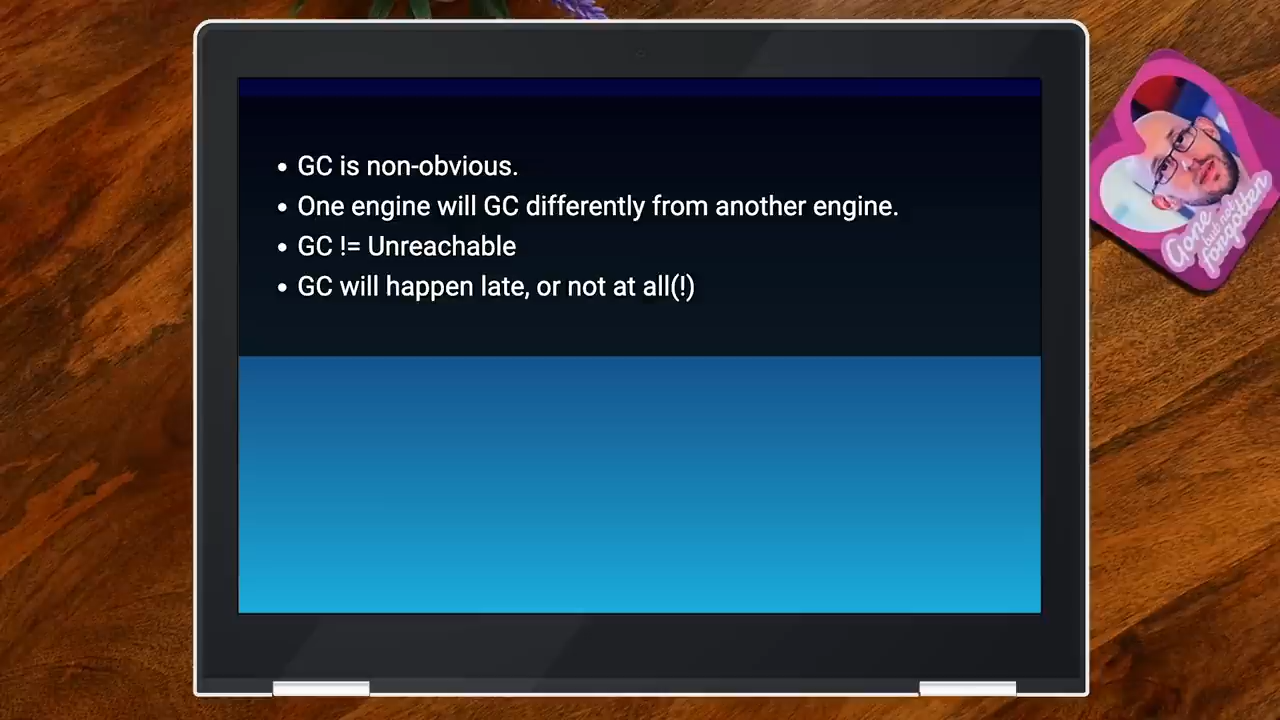 • GC is non-obvious.
• One engine will GC differently from another engine.
• GC != Unreachable
• GC will happen late, or not at all(!)
Gone
but not
forgotten